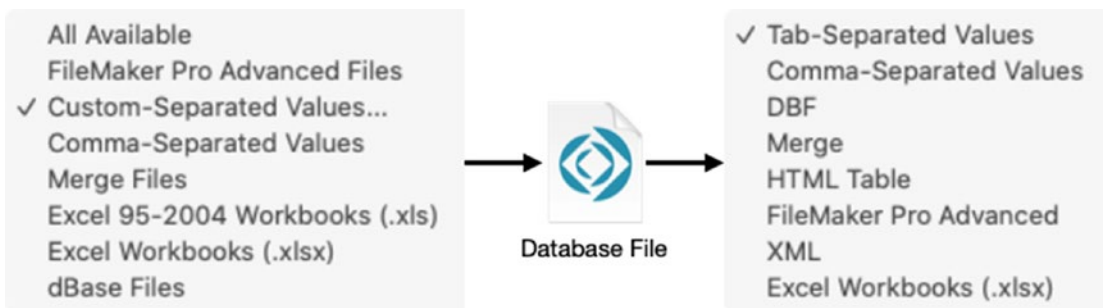 All Available
FileMaker Pro Advanced Files
✓ Custom-Separated Values...
Comma-Separated Values
Merge Files
Excel 95-2004 Workbooks (.xls)
Excel Workbooks (.xlsx)
dBase Files
Database File
✓ Tab-Separated Values
Comma-Separated Values
DBF
Merge
HTML Table
FileMaker Pro Advanced
XML
Excel Workbooks (.xlsx)